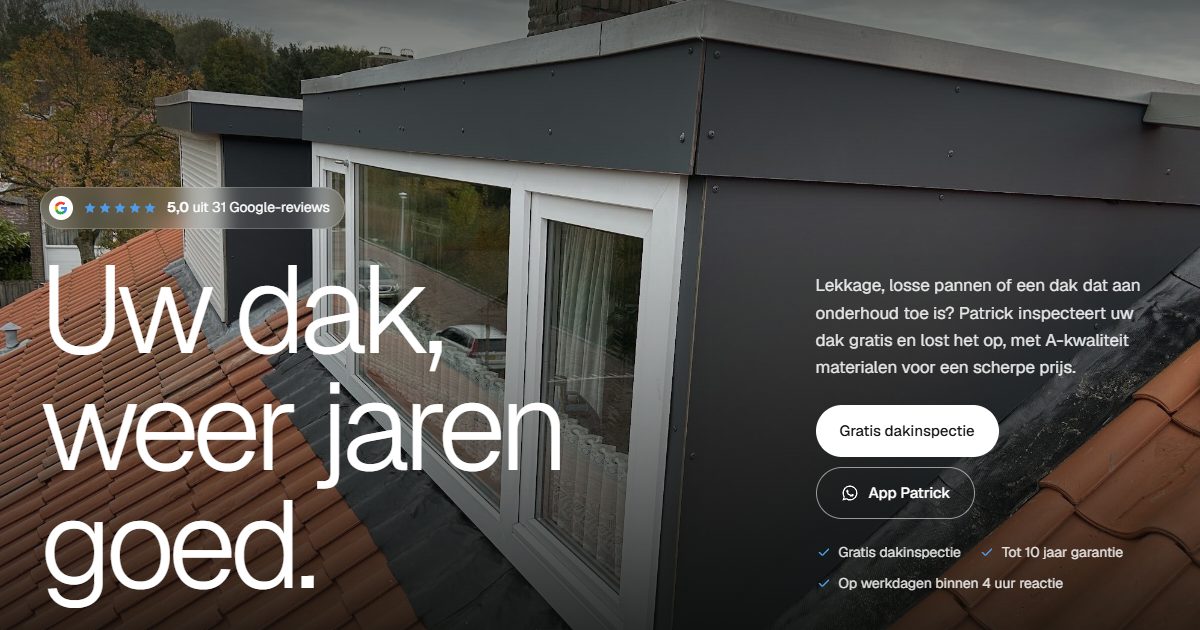 5,0 uit 31 Google-reviews
Uw dak,
weer jaren
goed.
Lekkage, losse pannen of een dak dat aan
onderhoud toe is? Patrick inspecteert uw
dak gratis en lost het op, met A-kwaliteit
materialen voor een scherpe prijs.
Gratis dakinspectie
App Patrick
Gratis dakinspectie
Tot 10 jaar garantie
Op werkdagen binnen 4 uur reactie